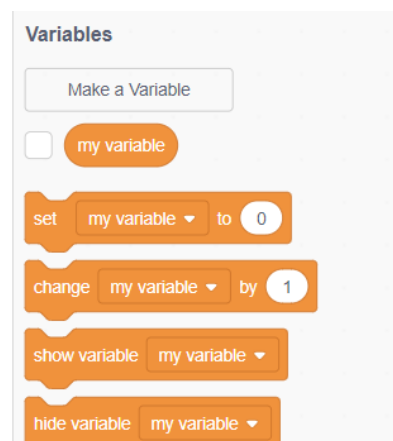 Variables
Make a Variable
my variable
set my variable to 0
change my variable by 1
show variable my variable
hide variable my variable